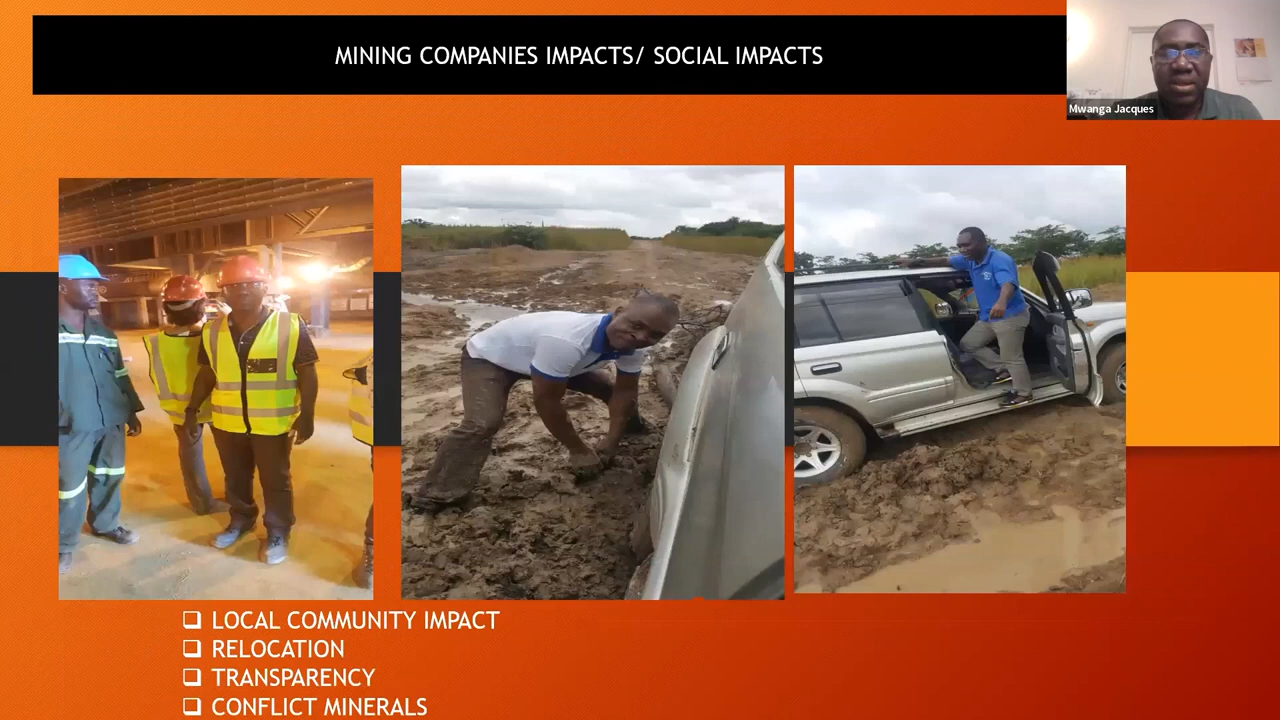 MINING COMPANIES IMPACTS/ SOCIAL IMPACTS
Mwanga Jacques
LOCAL COMMUNITY IMPACT
RELOCATION
TRANSPARENCY
CONFLICT MINERALS